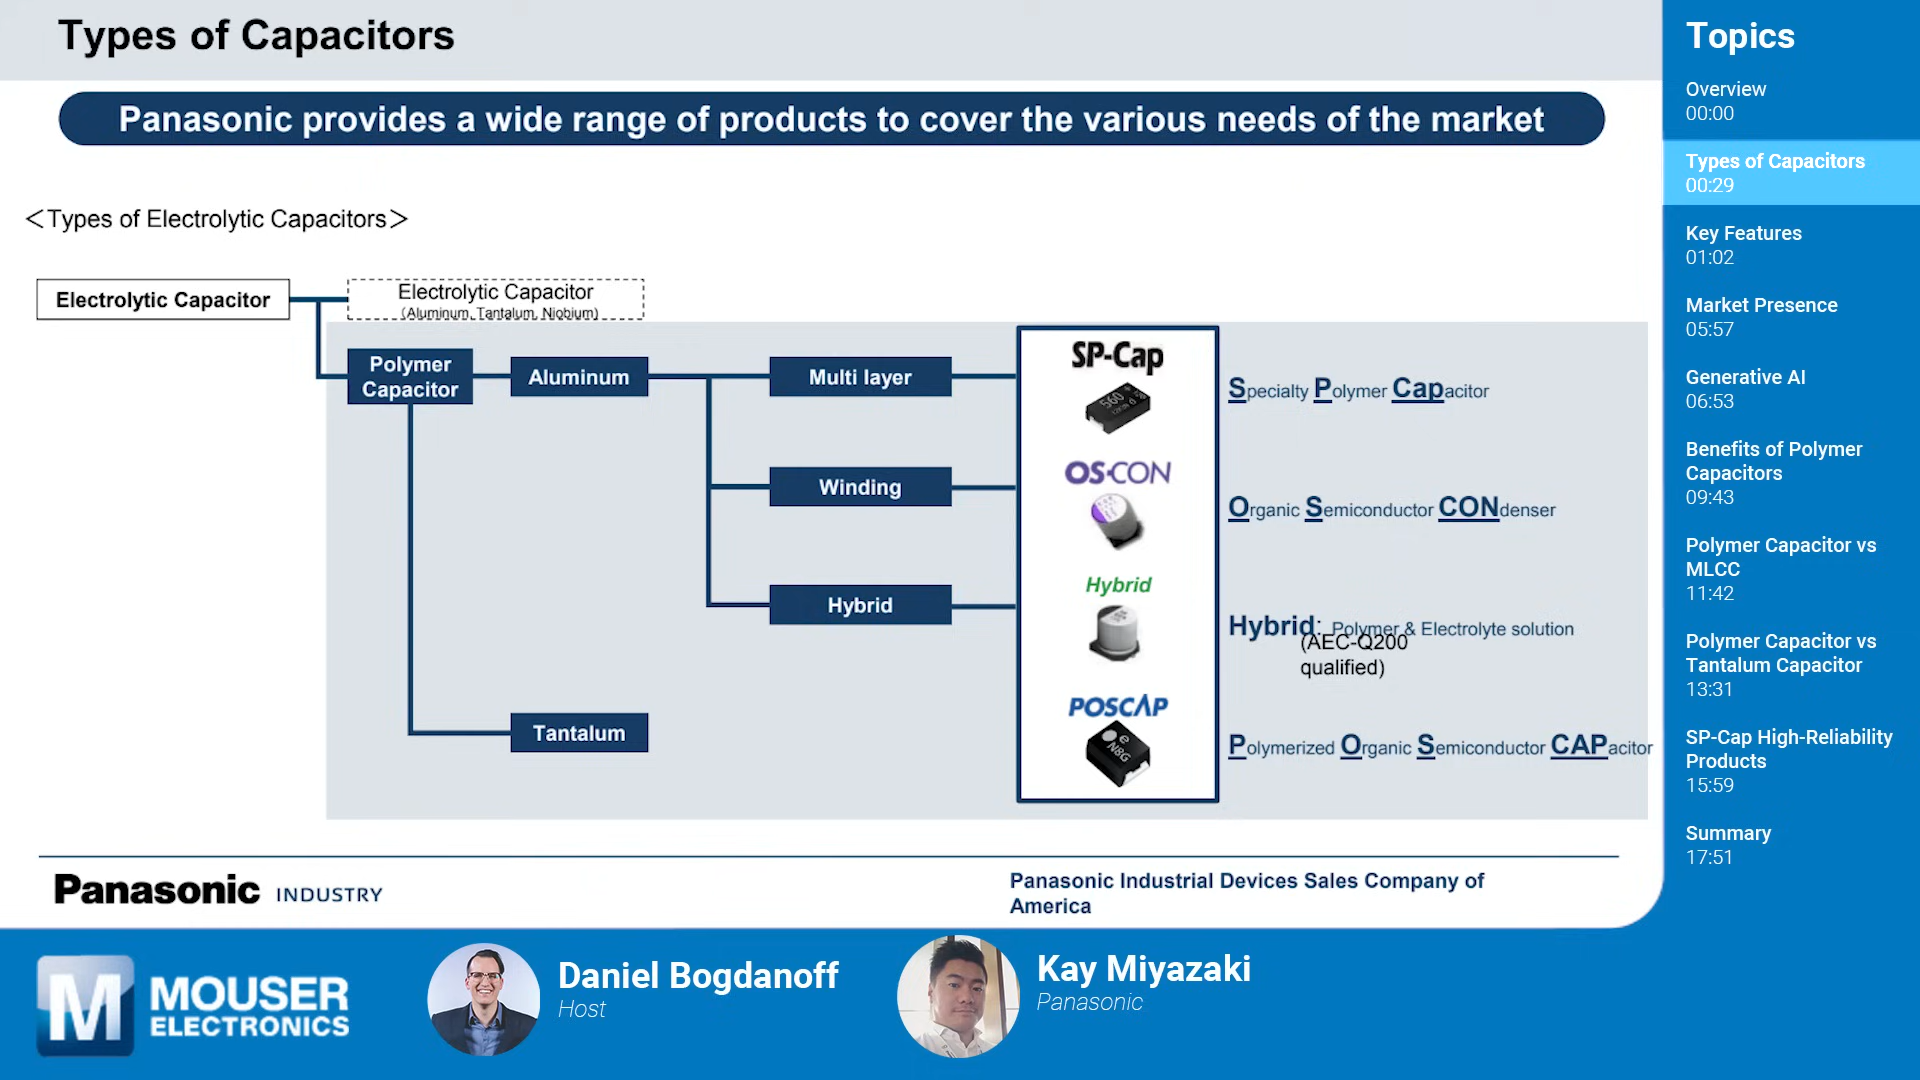 Types of Capacitors
Panasonic provides a wide range of products to cover the various needs of the market
<Types of Electrolytic Capacitors>
Electrolytic Capacitor
Electrolytic Capacitor
(Aluminum, Tantalum, Niobium)
Polymer
Capacitor
Aluminum
Multi layer
Winding
Hybrid
Tantalum
SP-Cap
560
OS-CON
Hybrid
POSCAP
e
N8G
Specialty Polymer Capacitor
Organic Semiconductor CONdenser
Hybrid: Polymer & Electrolyte solution
(AEC-Q200
qualified)
Polymerized Organic Semiconductor CAPacitor
Panasonic INDUSTRY
Panasonic Industrial Devices Sales Company of
America
Topics
Overview
00:00
Types of Capacitors
00:29
Key Features
01:02
Market Presence
05:57
Generative AI
06:53
Benefits of Polymer
Capacitors
09:43
Polymer Capacitor vs
MLCC
11:42
Polymer Capacitor vs
Tantalum Capacitor
13:31
SP-Cap High-Reliability
Products
15:59
Summary
17:51
M
MOUSER
ELECTRONICS
Daniel Bogdanoff
Host
Kay Miyazaki
Panasonic